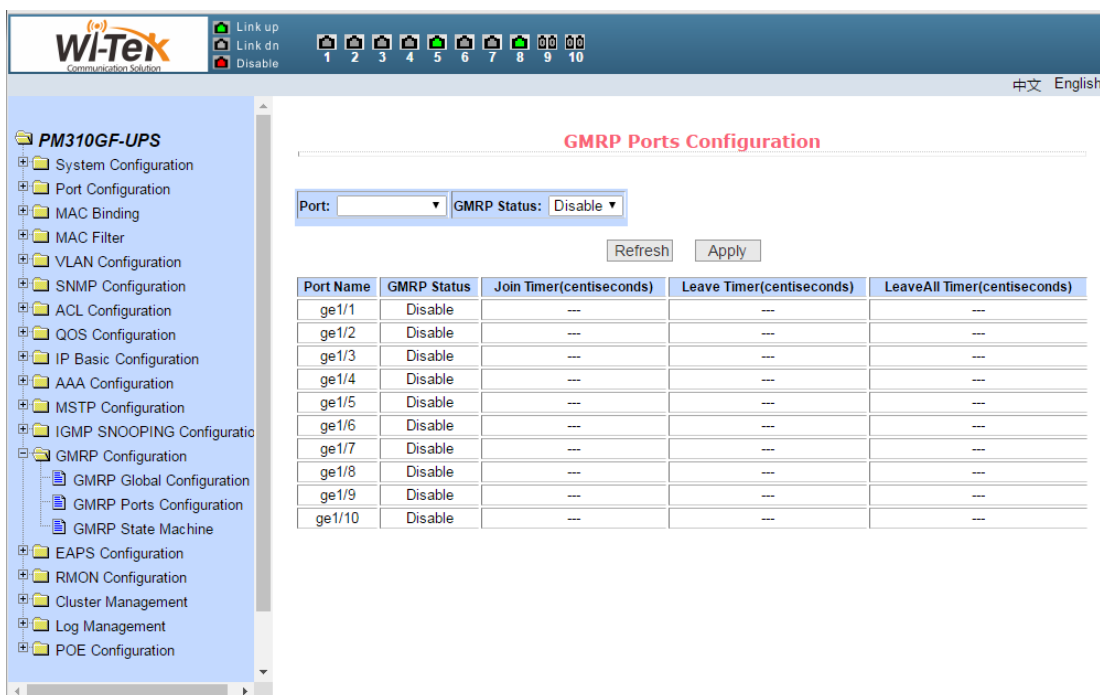 Wi-Tek
Communication Solution
Link up
Link dn
Disable
1 2 3 4 5 6 7 8 9 10
中文 English
PM310GF-UPS
System Configuration
Port Configuration
MAC Binding
MAC Filter
VLAN Configuration
SNMP Configuration
ACL Configuration
QOS Configuration
IP Basic Configuration
AAA Configuration
MSTP Configuration
IGMP SNOOPING Configuratio
GMRP Configuration
GMRP Global Configuration
GMRP Ports Configuration
GMRP State Machine
EAPS Configuration
RMON Configuration
Cluster Management
Log Management
POE Configuration
GMRP Ports Configuration
Port: GMRP Status: Disable
Refresh Apply
Port Name GMRP Status Join Timer(centiseconds) Leave Timer(centiseconds) LeaveAll Timer(centiseconds)
ge1/1 Disable --- --- ---
ge1/2 Disable --- --- ---
ge1/3 Disable --- --- ---
ge1/4 Disable --- --- ---
ge1/5 Disable --- --- ---
ge1/6 Disable --- --- ---
ge1/7 Disable --- --- ---
ge1/8 Disable --- --- ---
ge1/9 Disable --- --- ---
ge1/10 Disable --- --- ---